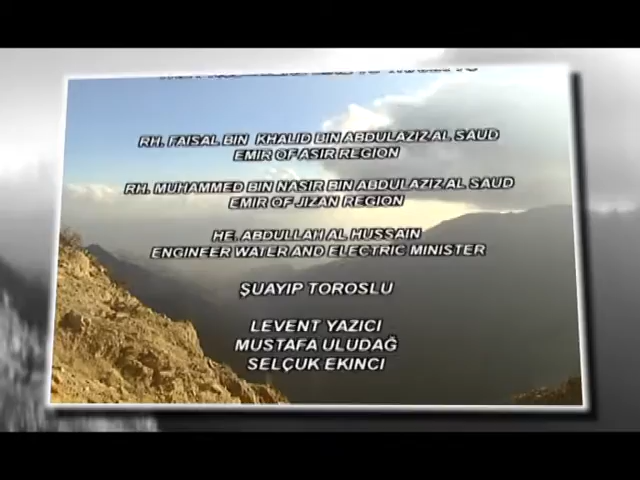 RH. FAISAL BIN KHALID BIN ABDULAZIZ AL SAUD
EMIR OF ASIR REGION
RH. MUHAMMED BIN NASIR BIN ABDULAZIZ AL SAUD
EMIR OF JIZAN REGION
HE. ABDULLAH AL HUSSAIN
ENGINEER WATER AND ELECTRIC MINISTER
ŞUAYIP TOROSLU
LEVENT YAZICI
MUSTAFA ULUDAĞ
SELÇUK EKINCI